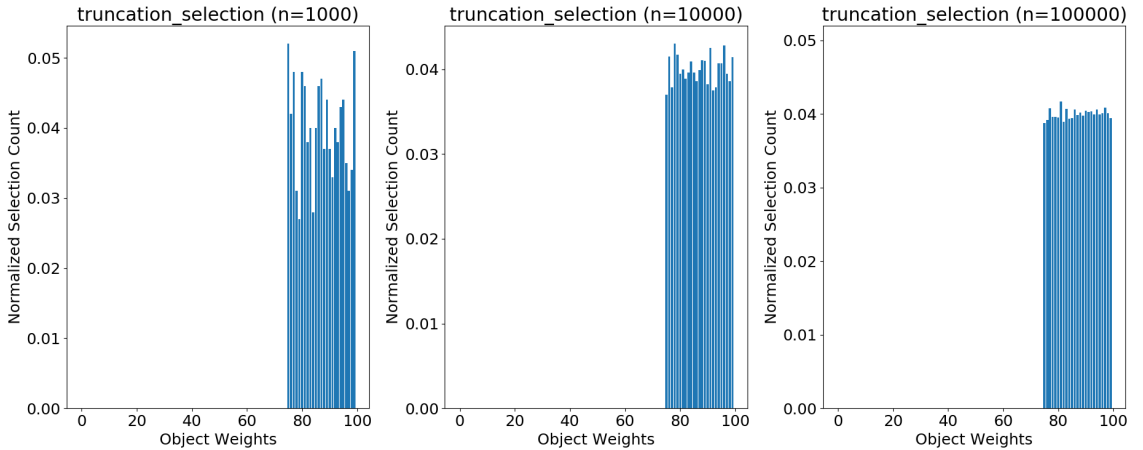 truncation_selection (n=1000)
Normalized Selection Count
0.05
0.04
0.03
0.02
0.01
0.00
0 20 40 60 80 100
Object Weights
truncation_selection (n=10000)
Normalized Selection Count
0.04
0.03
0.02
0.01
0.00
0 20 40 60 80 100
Object Weights
truncation_selection (n=100000)
Normalized Selection Count
0.05
0.04
0.03
0.02
0.01
0.00
0 20 40 60 80 100
Object Weights